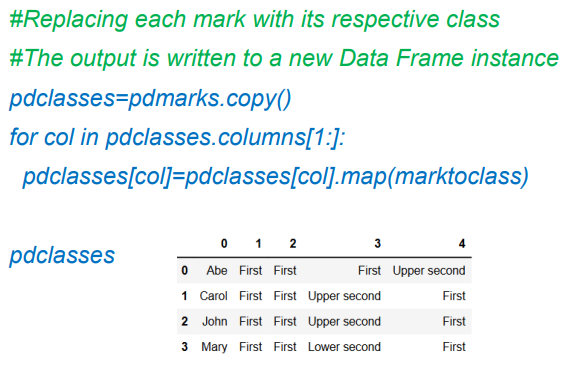 #Replacing each mark with its respective class
#The output is written to a new Data Frame instance
pdclasses=pdmarks.copy()
for col in pdclasses.columns[1:]:
pdclasses[col]=pdclasses[col].map(marktoclass)
pdclasses
0 1 2 3 4
0 Abe First First First Upper second
1 Carol First First Upper second First
2 John First First Upper second First
3 Mary First First Lower second First